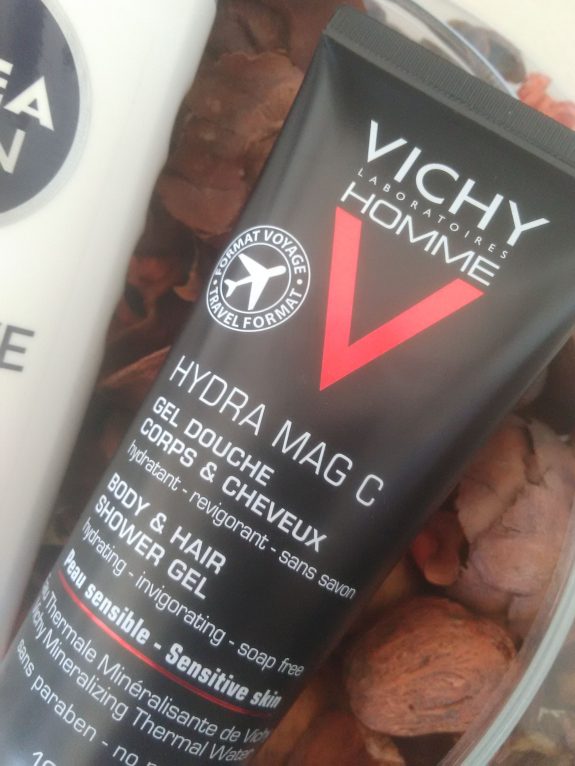 VICHY
LABORATOIRES
HOMME
V
FORMAT VOYAGE
TRAVEL FORMAT
HYDRA MAG C
GEL DOUCHE
CORPS & CHEVEUX
hydratant - revigorant - sans savon
BODY & HAIR
SHOWER GEL
hydrating - invigorating - soap free
Peau sensible - Sensitive skin
Thermale Minéralisante de Vichy
Vichy Mineralizing Thermal Water
sans paraben - no